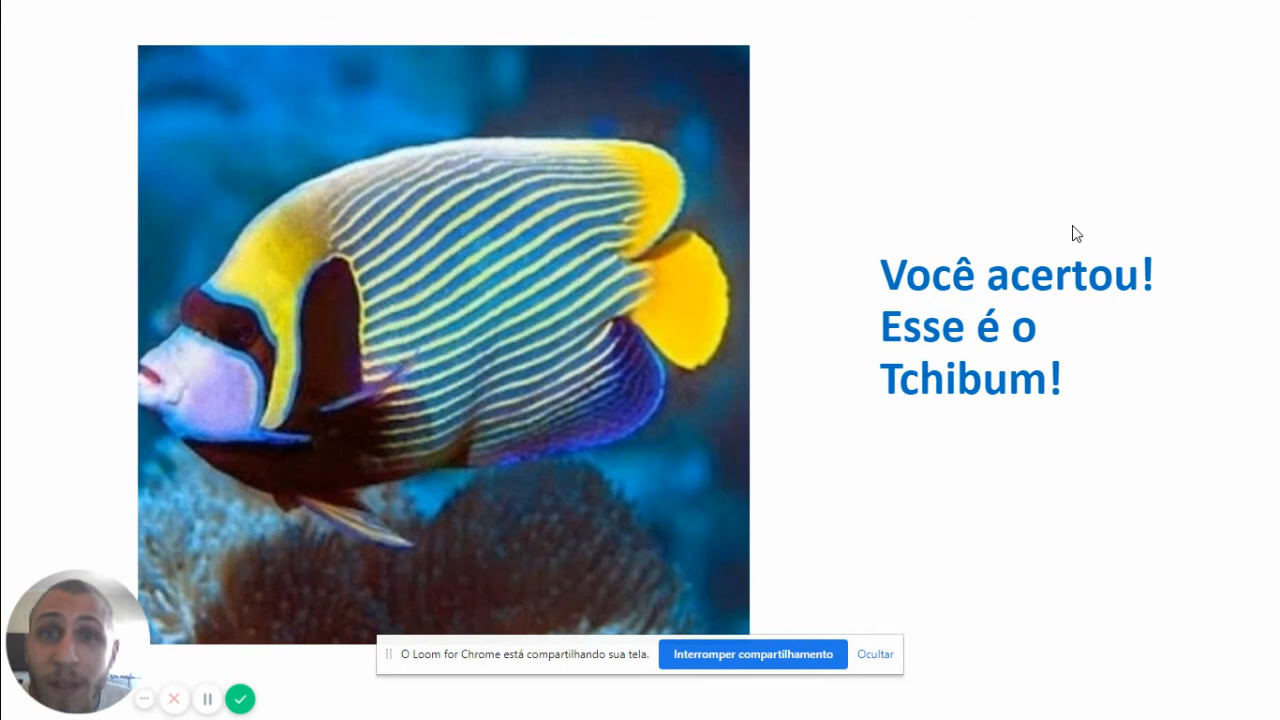 Você acertou!
Esse é o
Tchibum!
O Loom for Chrome está compartilhando sua tela.
Interromper compartilhamento
Ocultar